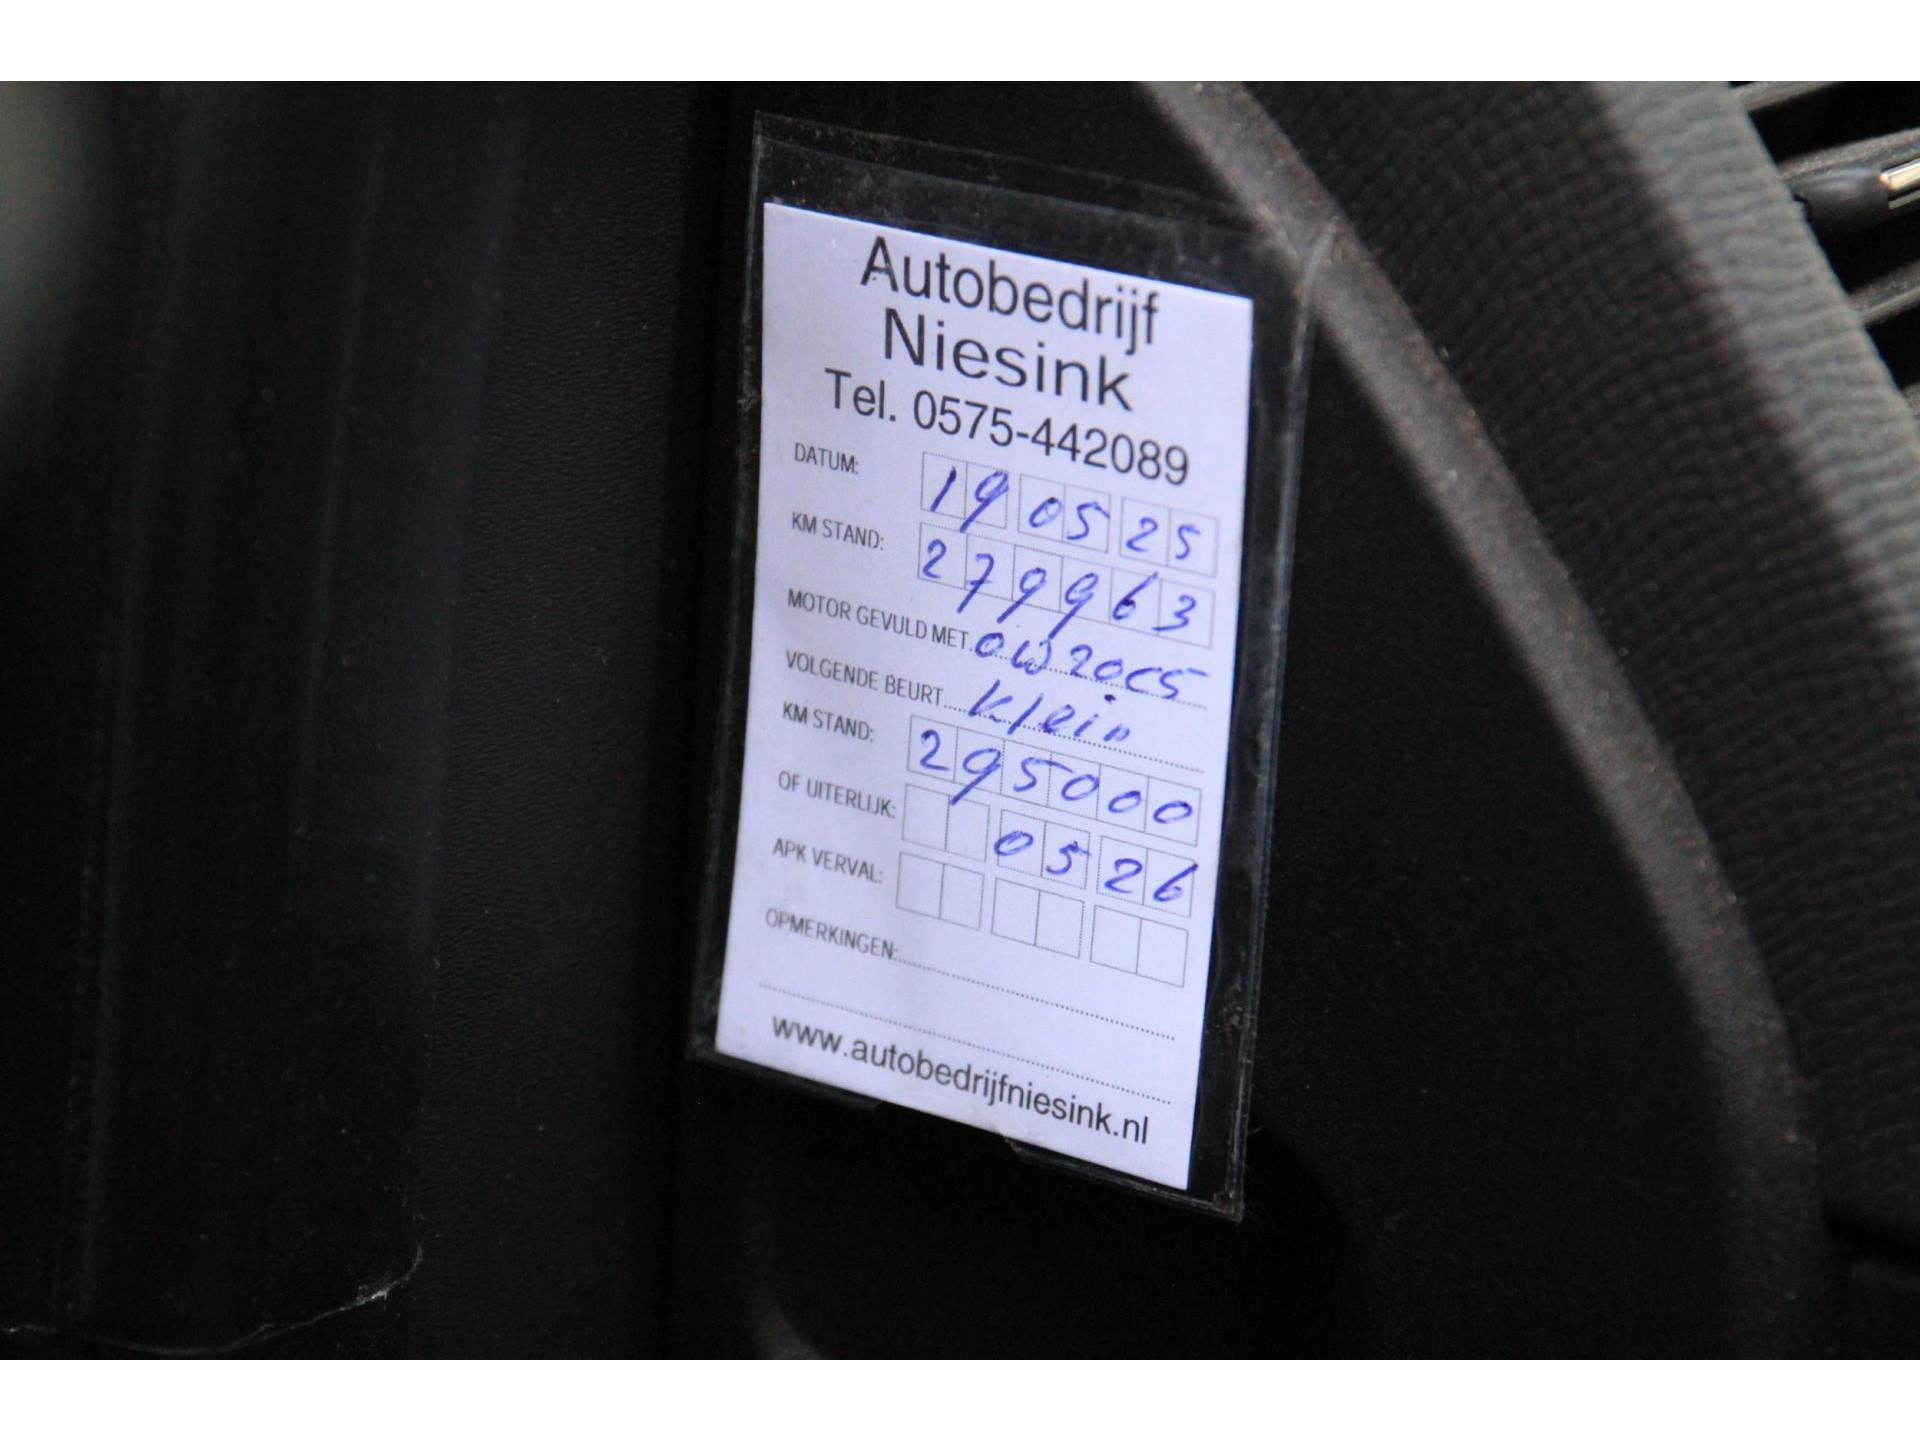 Autobedrijf
Niesink
Tel. 0575-442089
DATUM: 19 05 25
KM STAND: 279963
MOTOR GEVULD MET 0W20C5
VOLGENDE BEURT Klein
KM STAND: 295000
OF UITERLIJK: 05 26
APK VERVAL:
OPMERKINGEN:
www.autobedrijfniesink.nl